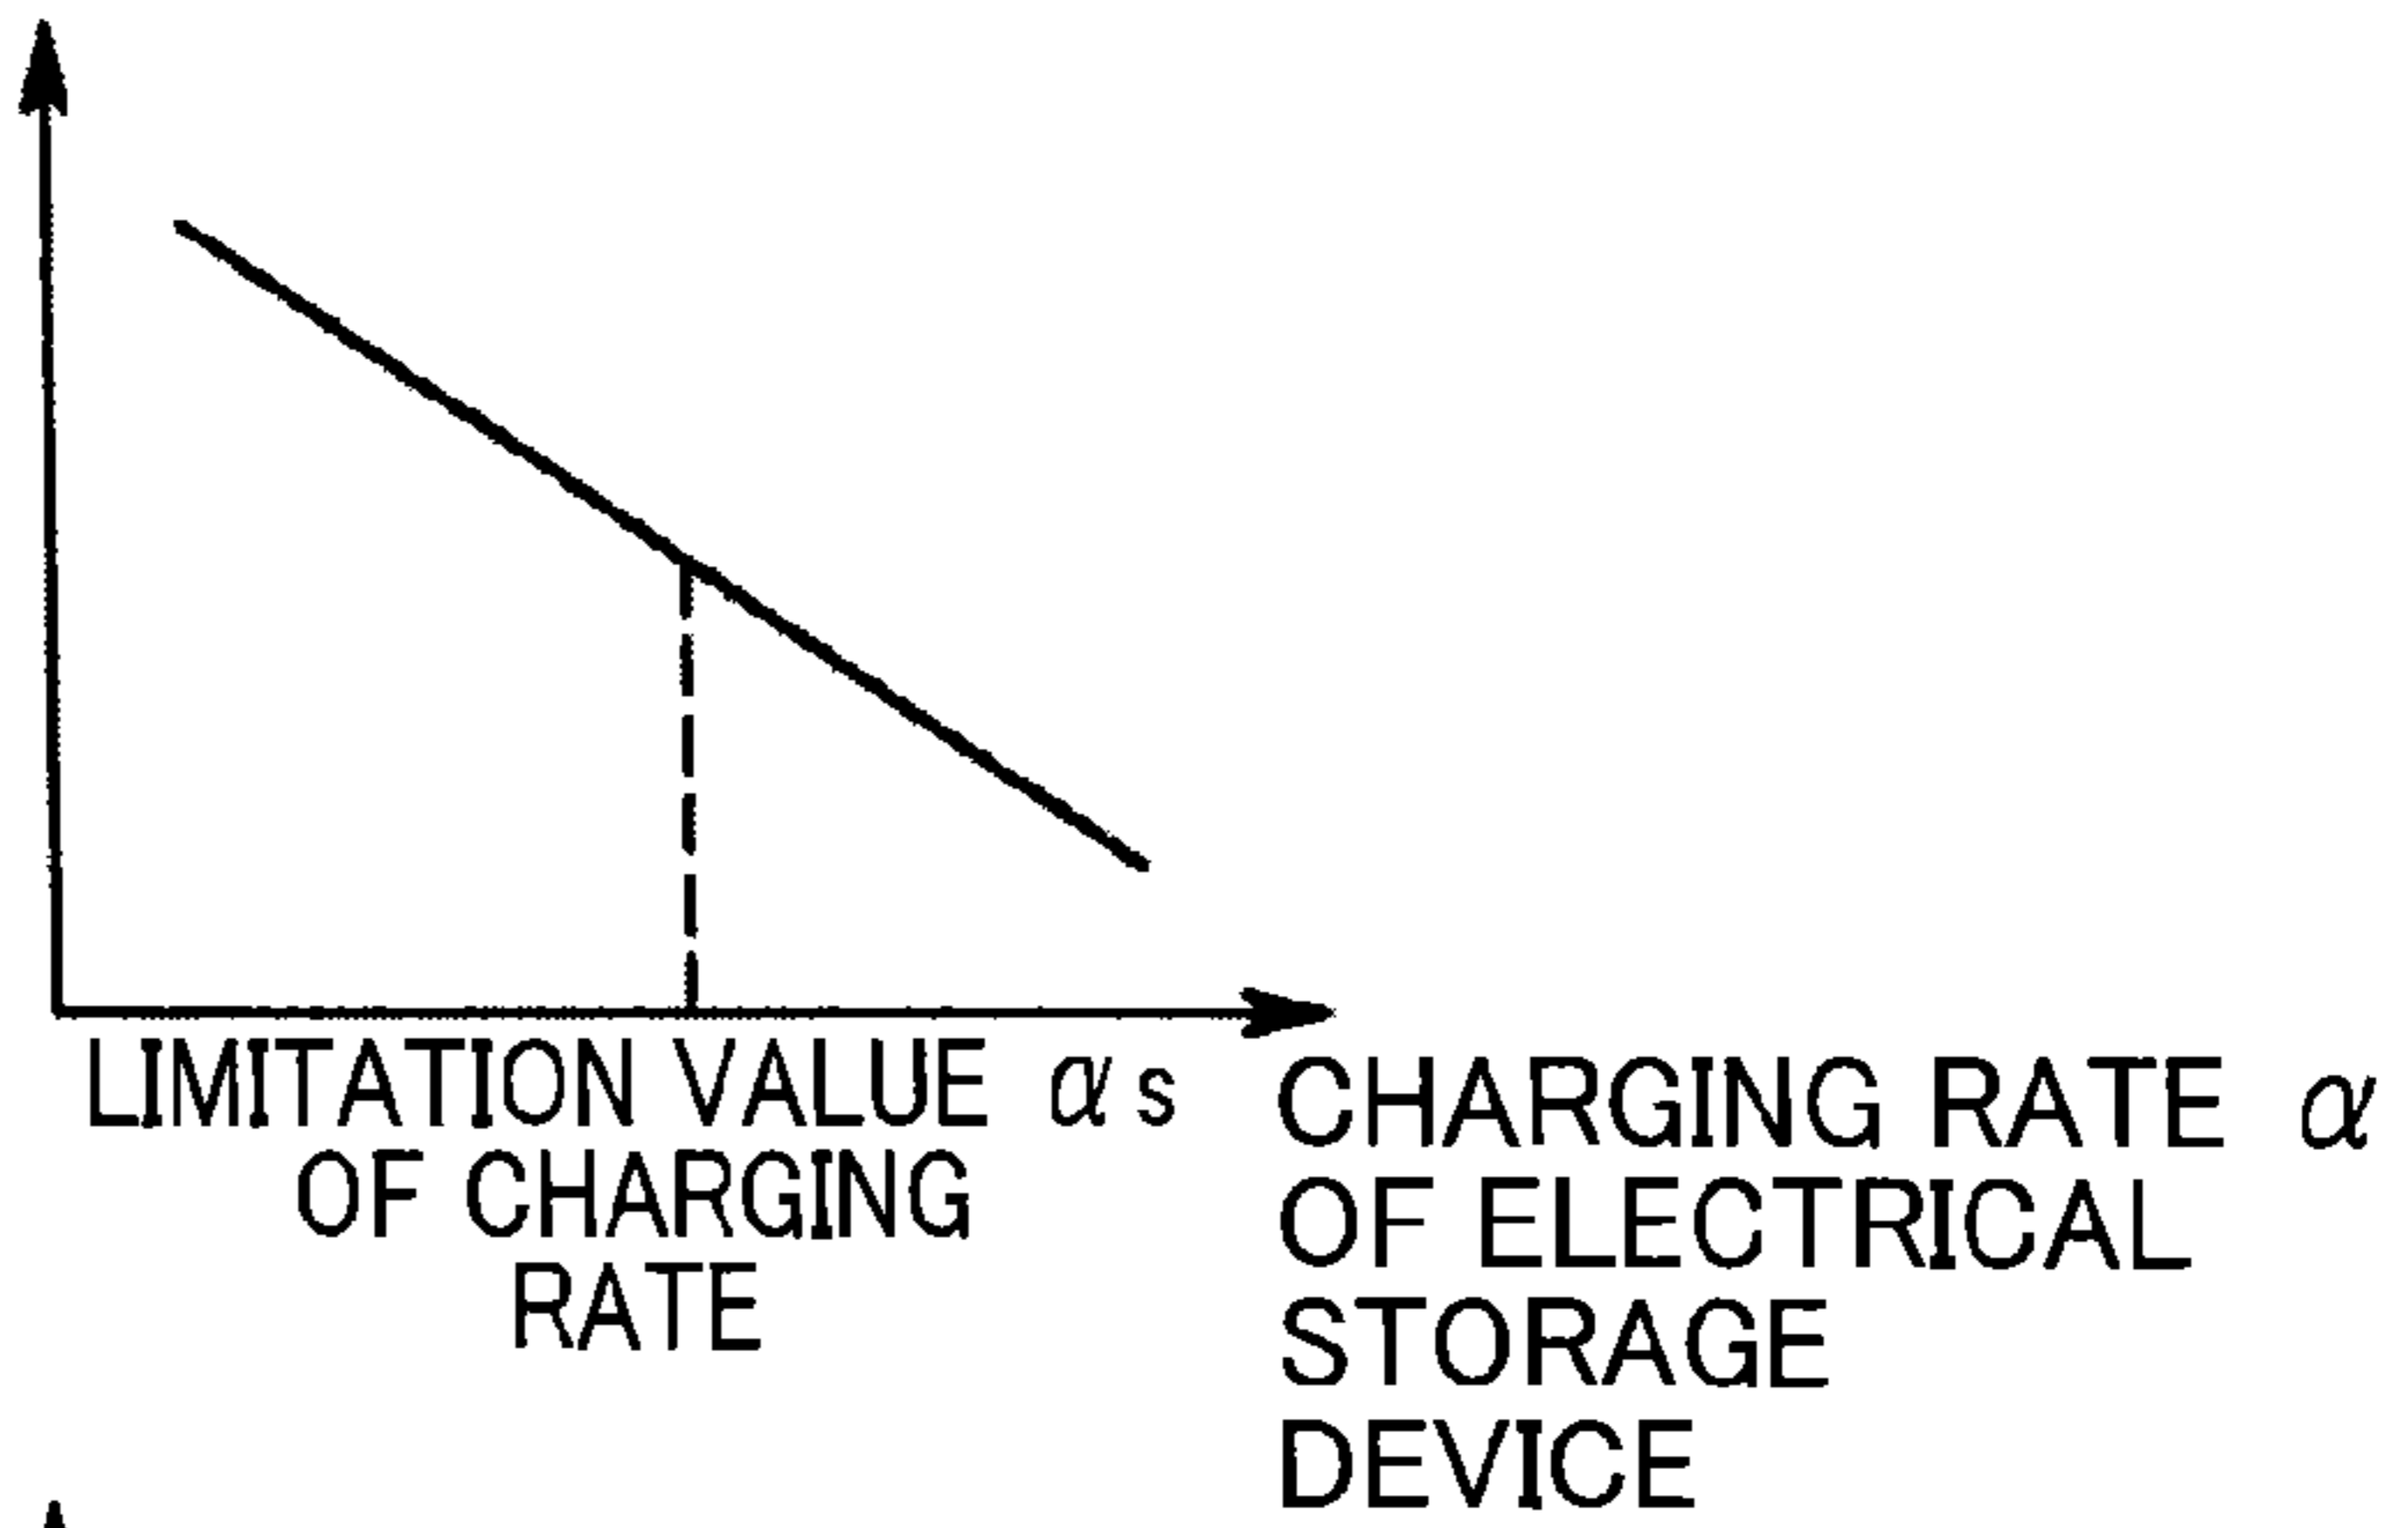 LIMITATION VALUE αs
OF CHARGING
RATE
CHARGING RATE α
OF ELECTRICAL
STORAGE
DEVICE